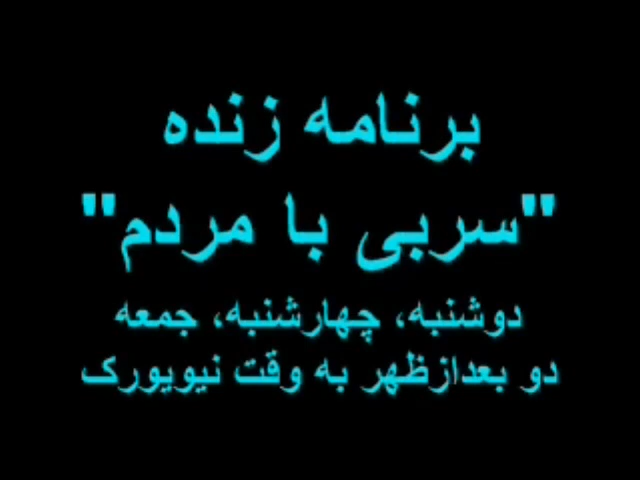 برنامه زنده
"سربی با مردم"
دوشنبه، چهارشنبه، جمعه
دو بعدازظهر به وقت نیویورک